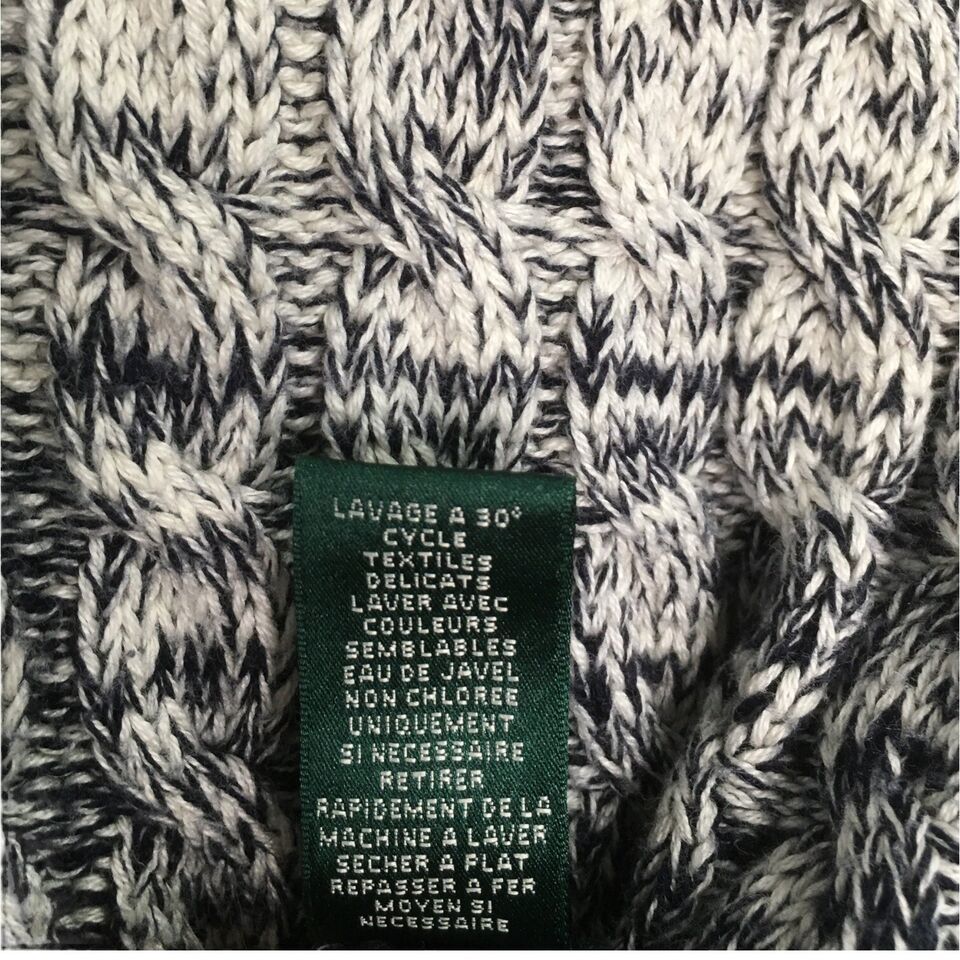 LAVAGE A 30°
CYCLE
TEXTILES
DELICATS
LAVER AVEC
COULEURS
SEMBLABLES
EAU DE JAVEL
NON CHLOREE
UNIQUEMENT
SI NECESSAIRE
RETIRER
RAPIDEMENT DE LA
MACHINE A LAVER
SECHER A PLAT
REPASSER A FER
MOYEN SI
NECESSAIRE